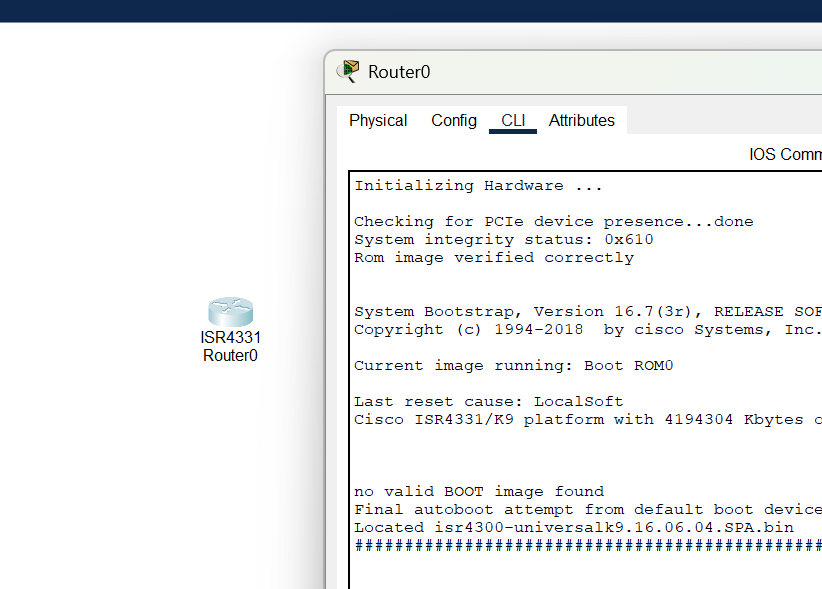 Router0
Physical Config CLI Attributes
IOS
Initializing Hardware ...
Checking for PCIe device presence...done
System integrity status: 0x610
Rom image verified correctly
System Bootstrap, Version 16.7(3r), RELEASE
Copyright (c) 1994-2018 by cisco Systems, Inc.
Current image running: Boot ROM0
Last reset cause: LocalSoft
Cisco ISR4331/K9 platform with 4194304 Kbytes
no valid BOOT image found
Final autoboot attempt from default boot device
Located isr4300-universalk9.16.06.04.SPA.bin
###############################################
ISR4331
Router0